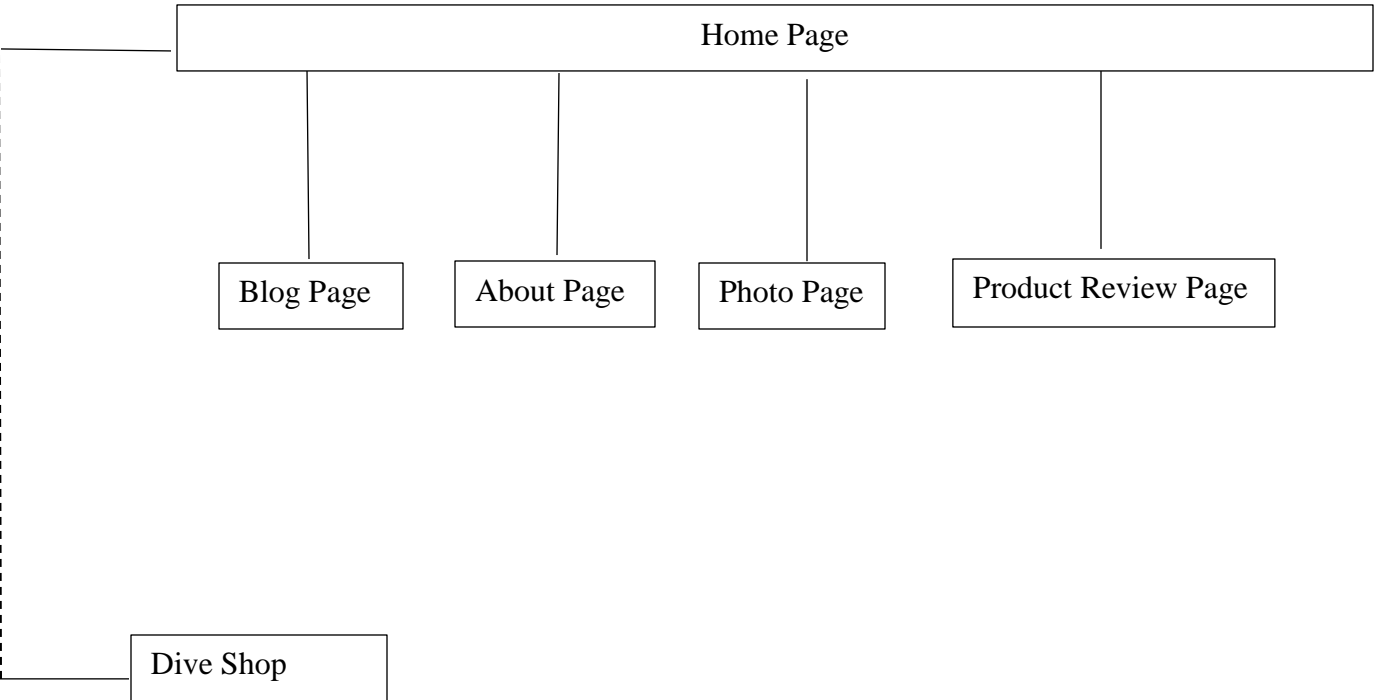 Home Page
Blog Page
About Page
Photo Page
Product Review Page
Dive Shop